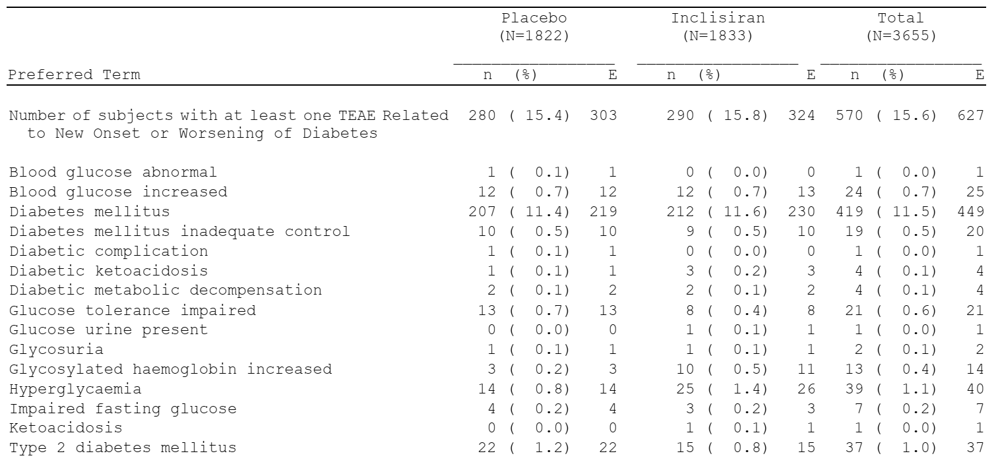 Placebo Inclisiran Total
(N=1822) (N=1833) (N=3655)
Preferred Term n (%) E n (%) E n (%) E
Number of subjects with at least one TEAE Related 280 ( 15.4) 303 290 ( 15.8) 324 570 ( 15.6) 627
to New Onset or Worsening of Diabetes
Blood glucose abnormal 1 ( 0.1) 1 0 ( 0.0) 0 1 ( 0.0) 1
Blood glucose increased 12 ( 0.7) 12 12 ( 0.7) 13 24 ( 0.7) 25
Diabetes mellitus 207 ( 11.4) 219 212 ( 11.6) 230 419 ( 11.5) 449
Diabetes mellitus inadequate control 10 ( 0.5) 10 9 ( 0.5) 10 19 ( 0.5) 20
Diabetic complication 1 ( 0.1) 1 0 ( 0.0) 0 1 ( 0.0) 1
Diabetic ketoacidosis 1 ( 0.1) 1 3 ( 0.2) 3 4 ( 0.1) 4
Diabetic metabolic decompensation 2 ( 0.1) 2 2 ( 0.1) 2 4 ( 0.1) 4
Glucose tolerance impaired 13 ( 0.7) 13 8 ( 0.4) 8 21 ( 0.6) 21
Glucose urine present 0 ( 0.0) 0 1 ( 0.1) 1 1 ( 0.0) 1
Glycosuria 1 ( 0.1) 1 1 ( 0.1) 1 2 ( 0.1) 2
Glycosylated haemoglobin increased 3 ( 0.2) 3 10 ( 0.5) 11 13 ( 0.4) 14
Hyperglycaemia 14 ( 0.8) 14 25 ( 1.4) 26 39 ( 1.1) 40
Impaired fasting glucose 4 ( 0.2) 4 3 ( 0.2) 3 7 ( 0.2) 7
Ketoacidosis 0 ( 0.0) 0 1 ( 0.1) 1 1 ( 0.0) 1
Type 2 diabetes mellitus 22 ( 1.2) 22 15 ( 0.8) 15 37 ( 1.0) 37